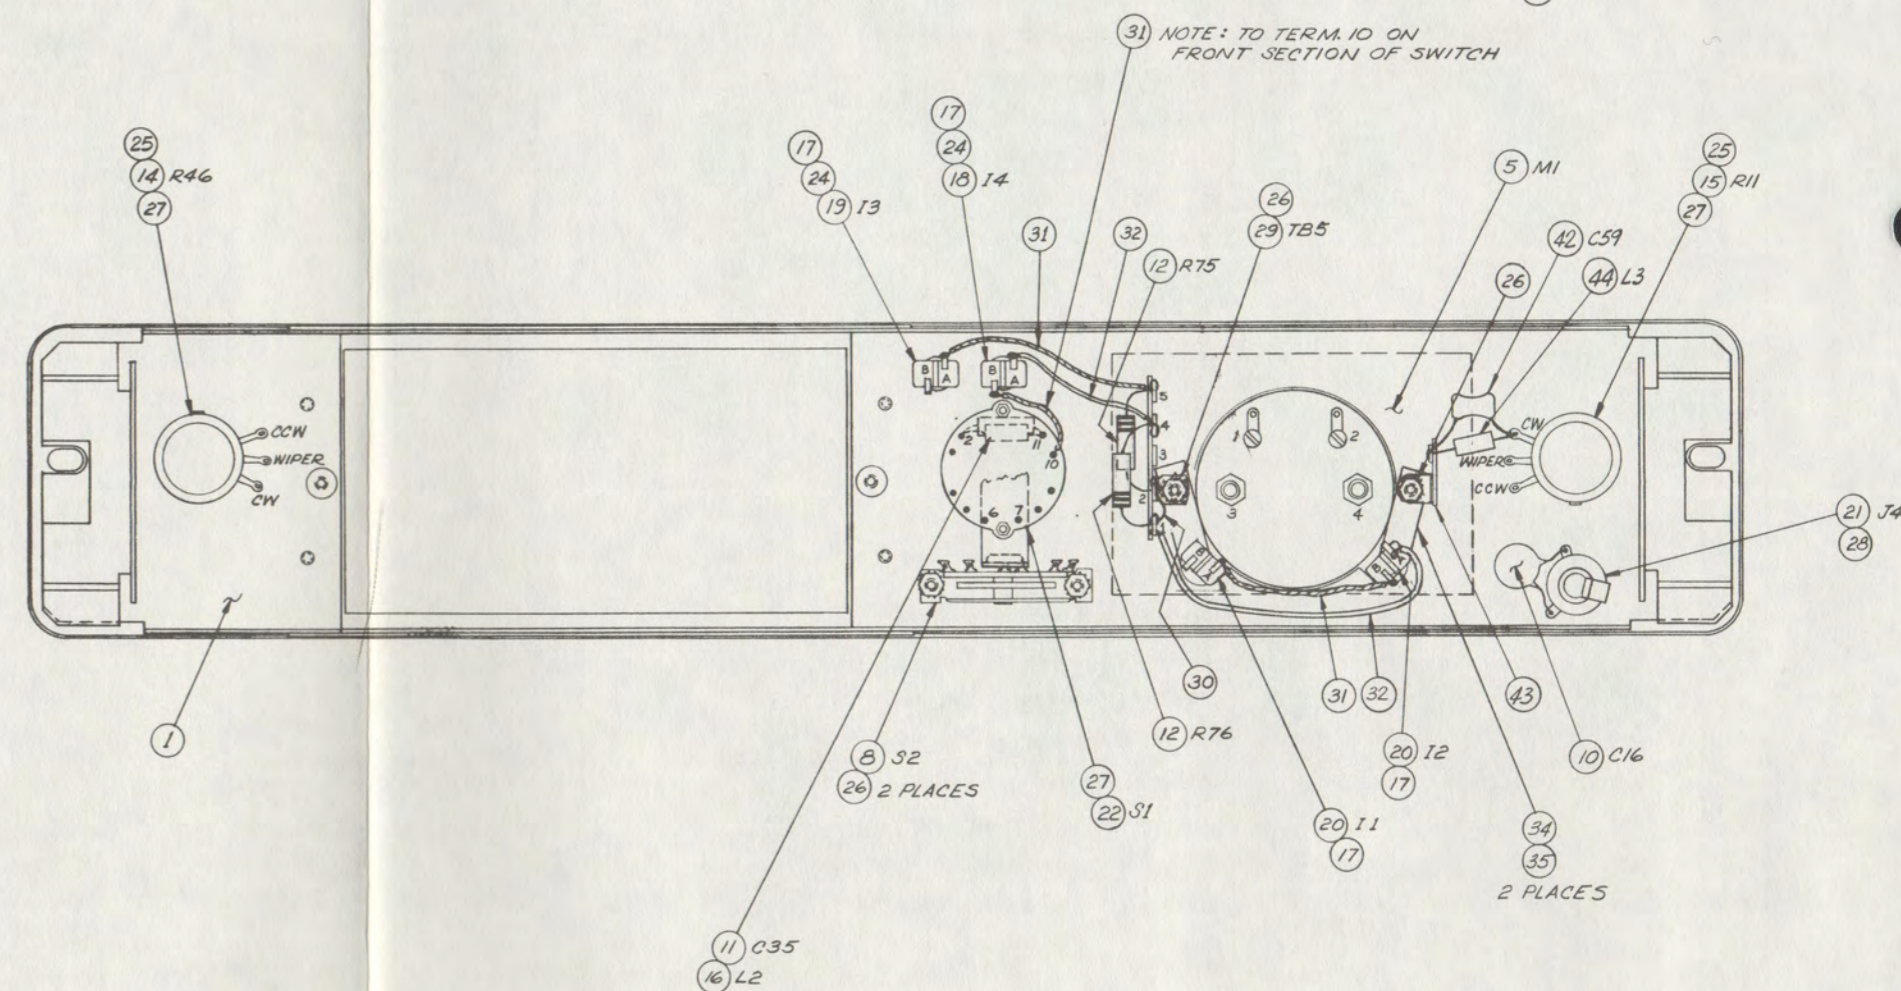 31 NOTE: TO TERM. 10 ON
FRONT SECTION OF SWITCH
25
14 R46
27
17
24
19 I3
17
24
18 I4
31
32
12 R75
26
29 TB5
5 M1
25
15 R11
27
42 C59
26
44 L3
CCW
WIPER
CW
B
A
B
A
2
11
10
6
7
5
4
3
2
1
1
2
3
4
B
A
B
A
CW
WIPER
CCW
21 J4
28
1
8 S2
26 2 PLACES
27
22 S1
12 R76
30
31
32
20 I1
17
20 I2
17
43
34
35
2 PLACES
10 C16
11 C35
16 L2